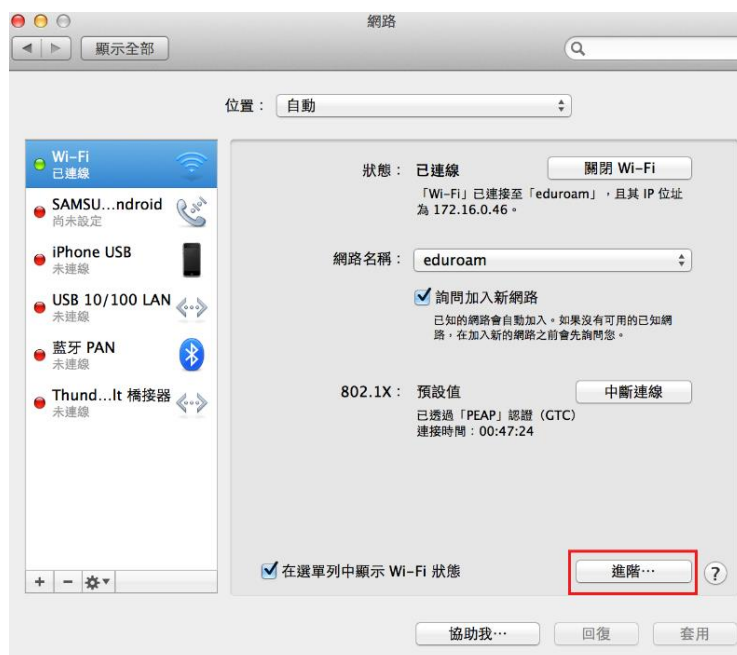 網路
顯示全部
位置： 自動
Wi-Fi
已連線
SAMSU...ndroid
尚未設定
iPhone USB
未連線
USB 10/100 LAN
未連線
藍牙 PAN
未連線
Thund...lt 橋接器
未連線
狀態： 已連線 關閉 Wi-Fi
「Wi-Fi」已連接至「eduroam」，且其 IP 位址
為 172.16.0.46。
網路名稱： eduroam
詢問加入新網路
已知的網路會自動加入。如果沒有可用的已知網
路，在加入新的網路之前會先詢問您。
802.1X： 預設值 中斷連線
已透過「PEAP」認證（GTC）
連接時間：00:47:24
在選單列中顯示 Wi-Fi 狀態 進階… ?
協助我… 回復 套用